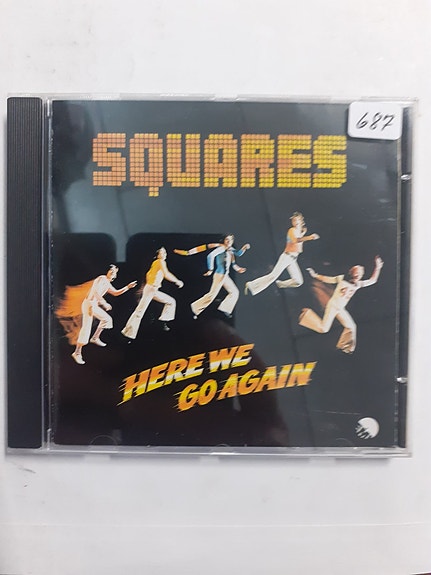 687
SQUARES
HERE WE
GO AGAIN